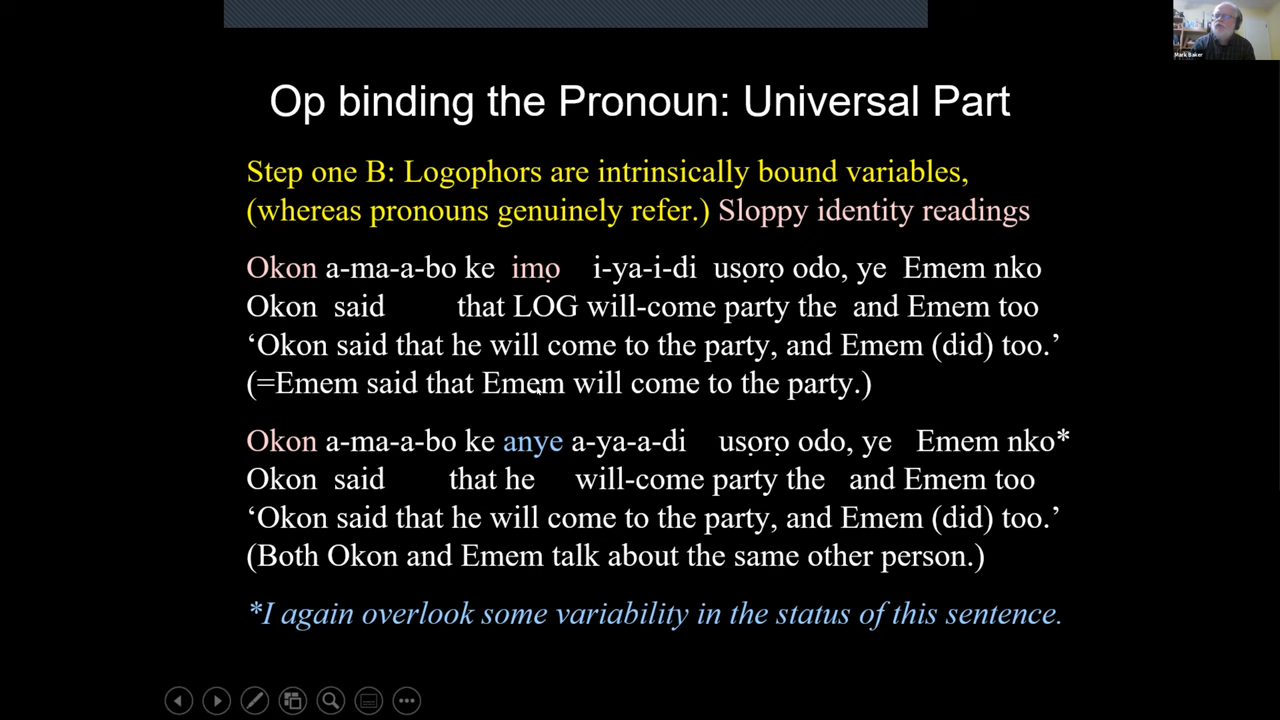 Mark Baker
Op binding the Pronoun: Universal Part
Step one B: Logophors are intrinsically bound variables,
(whereas pronouns genuinely refer.) Sloppy identity readings
Okon a-ma-a-bo ke imọ i-ya-i-di usọrọ odo, ye Emem nko
Okon said that LOG will-come party the and Emem too
‘Okon said that he will come to the party, and Emem (did) too.’
(=Emem said that Emem will come to the party.)
Okon a-ma-a-bo ke anye a-ya-a-di usọrọ odo, ye Emem nko*
Okon said that he will-come party the and Emem too
‘Okon said that he will come to the party, and Emem (did) too.’
(Both Okon and Emem talk about the same other person.)
*I again overlook some variability in the status of this sentence.